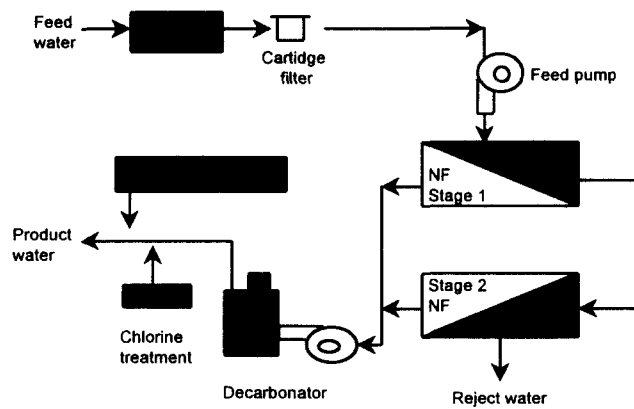 Feed
water
Cartidge
filter
Feed pump
NF
Stage 1
Product
water
Stage 2
NF
Chlorine
treatment
Decarbonator
Reject water